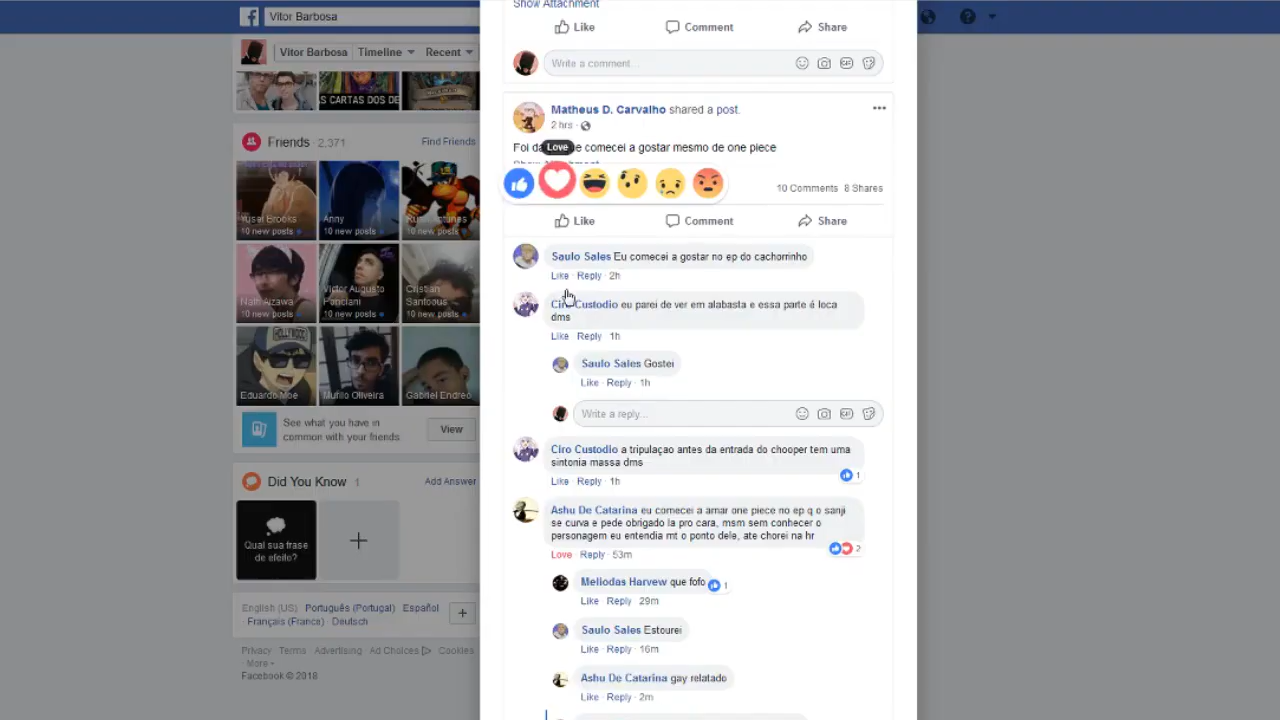 Vitor Barbosa
Vitor Barbosa Timeline Recent
S CARTAS DOS DE
Friends · 2,371 Find Friends
Yusei Brooks
10 new posts
Anny
10 new posts
10 new posts
Nath Aizawa
10 new posts
Victor Augusto
Ponciani
10 new posts
Cristian
Santoous
10 new posts
Eduardo Moe
Murilo Oliveira
Gabriel Endreo
See what you have in
common with your friends.
View
Did You Know 1 Add Answer
Qual sua frase
de efeito?
English (US) · Português (Portugal) · Español ·
Français (France) · Deutsch
Privacy · Terms · Advertising · Ad Choices · Cookies ·
More
Facebook © 2018
Show Attachment
Like Comment Share
Write a comment...
Matheus D. Carvalho shared a post.
2 hrs ·
Love
Foi da e comecei a gostar mesmo de one piece
10 Comments 8 Shares
Like Comment Share
Saulo Sales Eu comecei a gostar no ep do cachorrinho
Like · Reply · 2h
Ciro Custodio eu parei de ver em alabasta e essa parte é loca
dms
Like · Reply · 1h
Saulo Sales Gostei
Like · Reply · 1h
Write a reply...
Ciro Custodio a tripulaçao antes da entrada do chooper tem uma
sintonia massa dms
1
Like · Reply · 1h
Ashu De Catarina eu comecei a amar one piece no ep q o sanji
se curva e pede obrigado la pro cara, msm sem conhecer o
personagem eu entendia mt o ponto dele, ate chorei na hr
2
Love · Reply · 53m
Meliodas Harvew que fofo
1
Like · Reply · 29m
Saulo Sales Estourei
Like · Reply · 16m
Ashu De Catarina gay relatado
Like · Reply · 2m